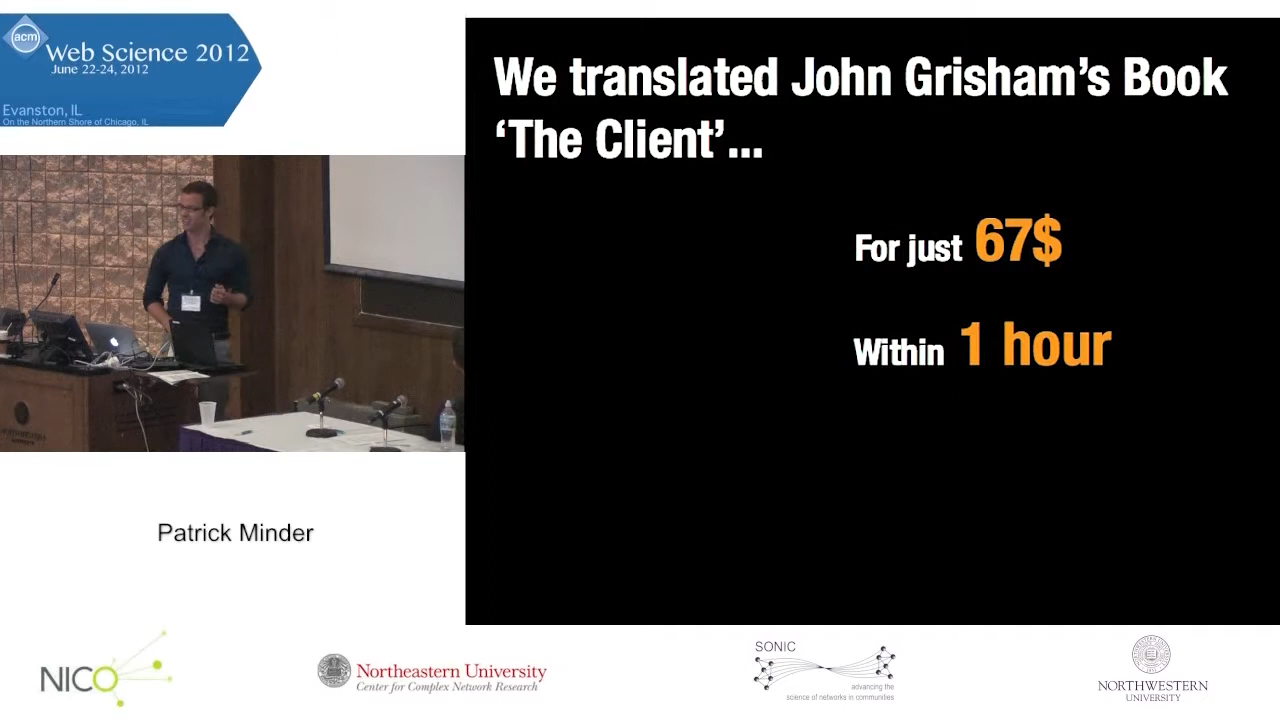 acm
Web Science 2012
June 22-24, 2012
Evanston, IL
On the Northern Shore of Chicago, IL
We translated John Grisham's Book
‘The Client’...
For just 67$
Within 1 hour
Patrick Minder
NICO
Northeastern University
Center for Complex Network Research
SONIC
advancing the
science of networks in communities
NORTHWESTERN
UNIVERSITY